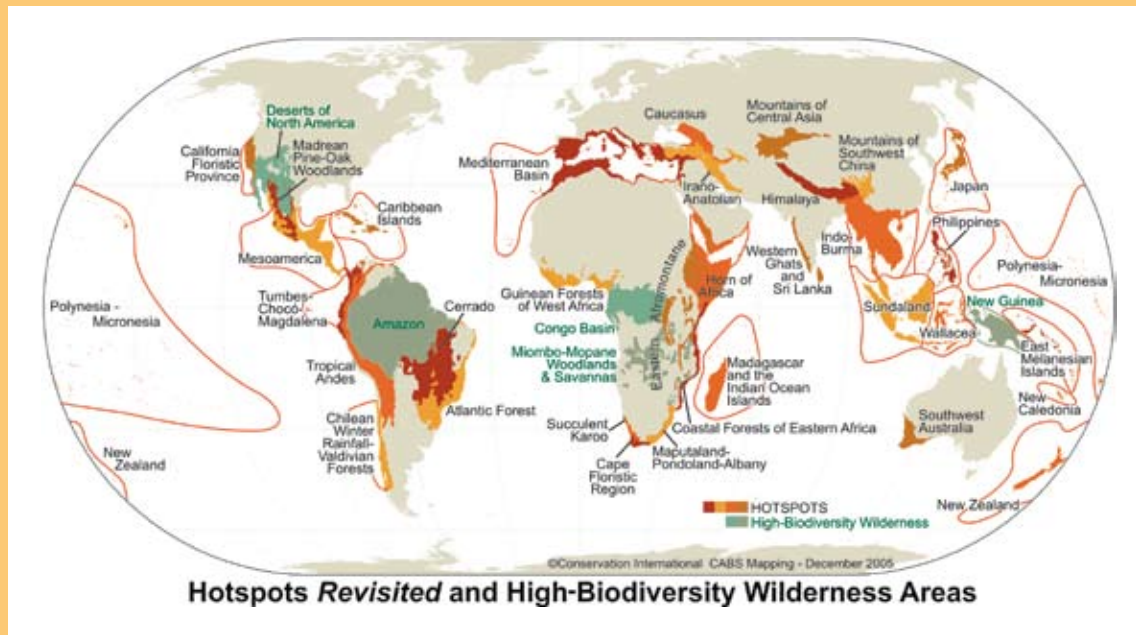 Deserts of
North America
California
Floristic
Province
Madrean
Pine-Oak
Woodlands
Caribbean
Islands
Mesoamerica
Polynesia -
Micronesia
Tumbes-
Chocó-
Magdalena
Amazon
Cerrado
Tropical
Andes
Atlantic Forest
Chilean
Winter
Rainfall-
Valdivian
Forests
New
Zealand
Mediterranean
Basin
Caucasus
Irano-
Anatolian
Mountains of
Central Asia
Mountains of
Southwest
China
Himalaya
Japan
Philippines
Indo-
Burma
Western
Ghats
and
Sri Lanka
Horn of
Africa
Eastern Afromontane
Guinean Forests
of West Africa
Congo Basin
Miombo-Mopane
Woodlands
& Savannas
Madagascar
and the
Indian Ocean
Islands
Succulent
Karoo
Cape
Floristic
Region
Coastal Forests of Eastern Africa
Maputaland-
Pondoland-Albany
Sundaland
Wallacea
Polynesia-
Micronesia
New Guinea
East
Melanesian
Islands
New
Caledonia
Southwest
Australia
New Zealand
HOTSPOTS
High-Biodiversity Wilderness
©Conservation International CABS Mapping - December 2005
Hotspots Revisited and High-Biodiversity Wilderness Areas